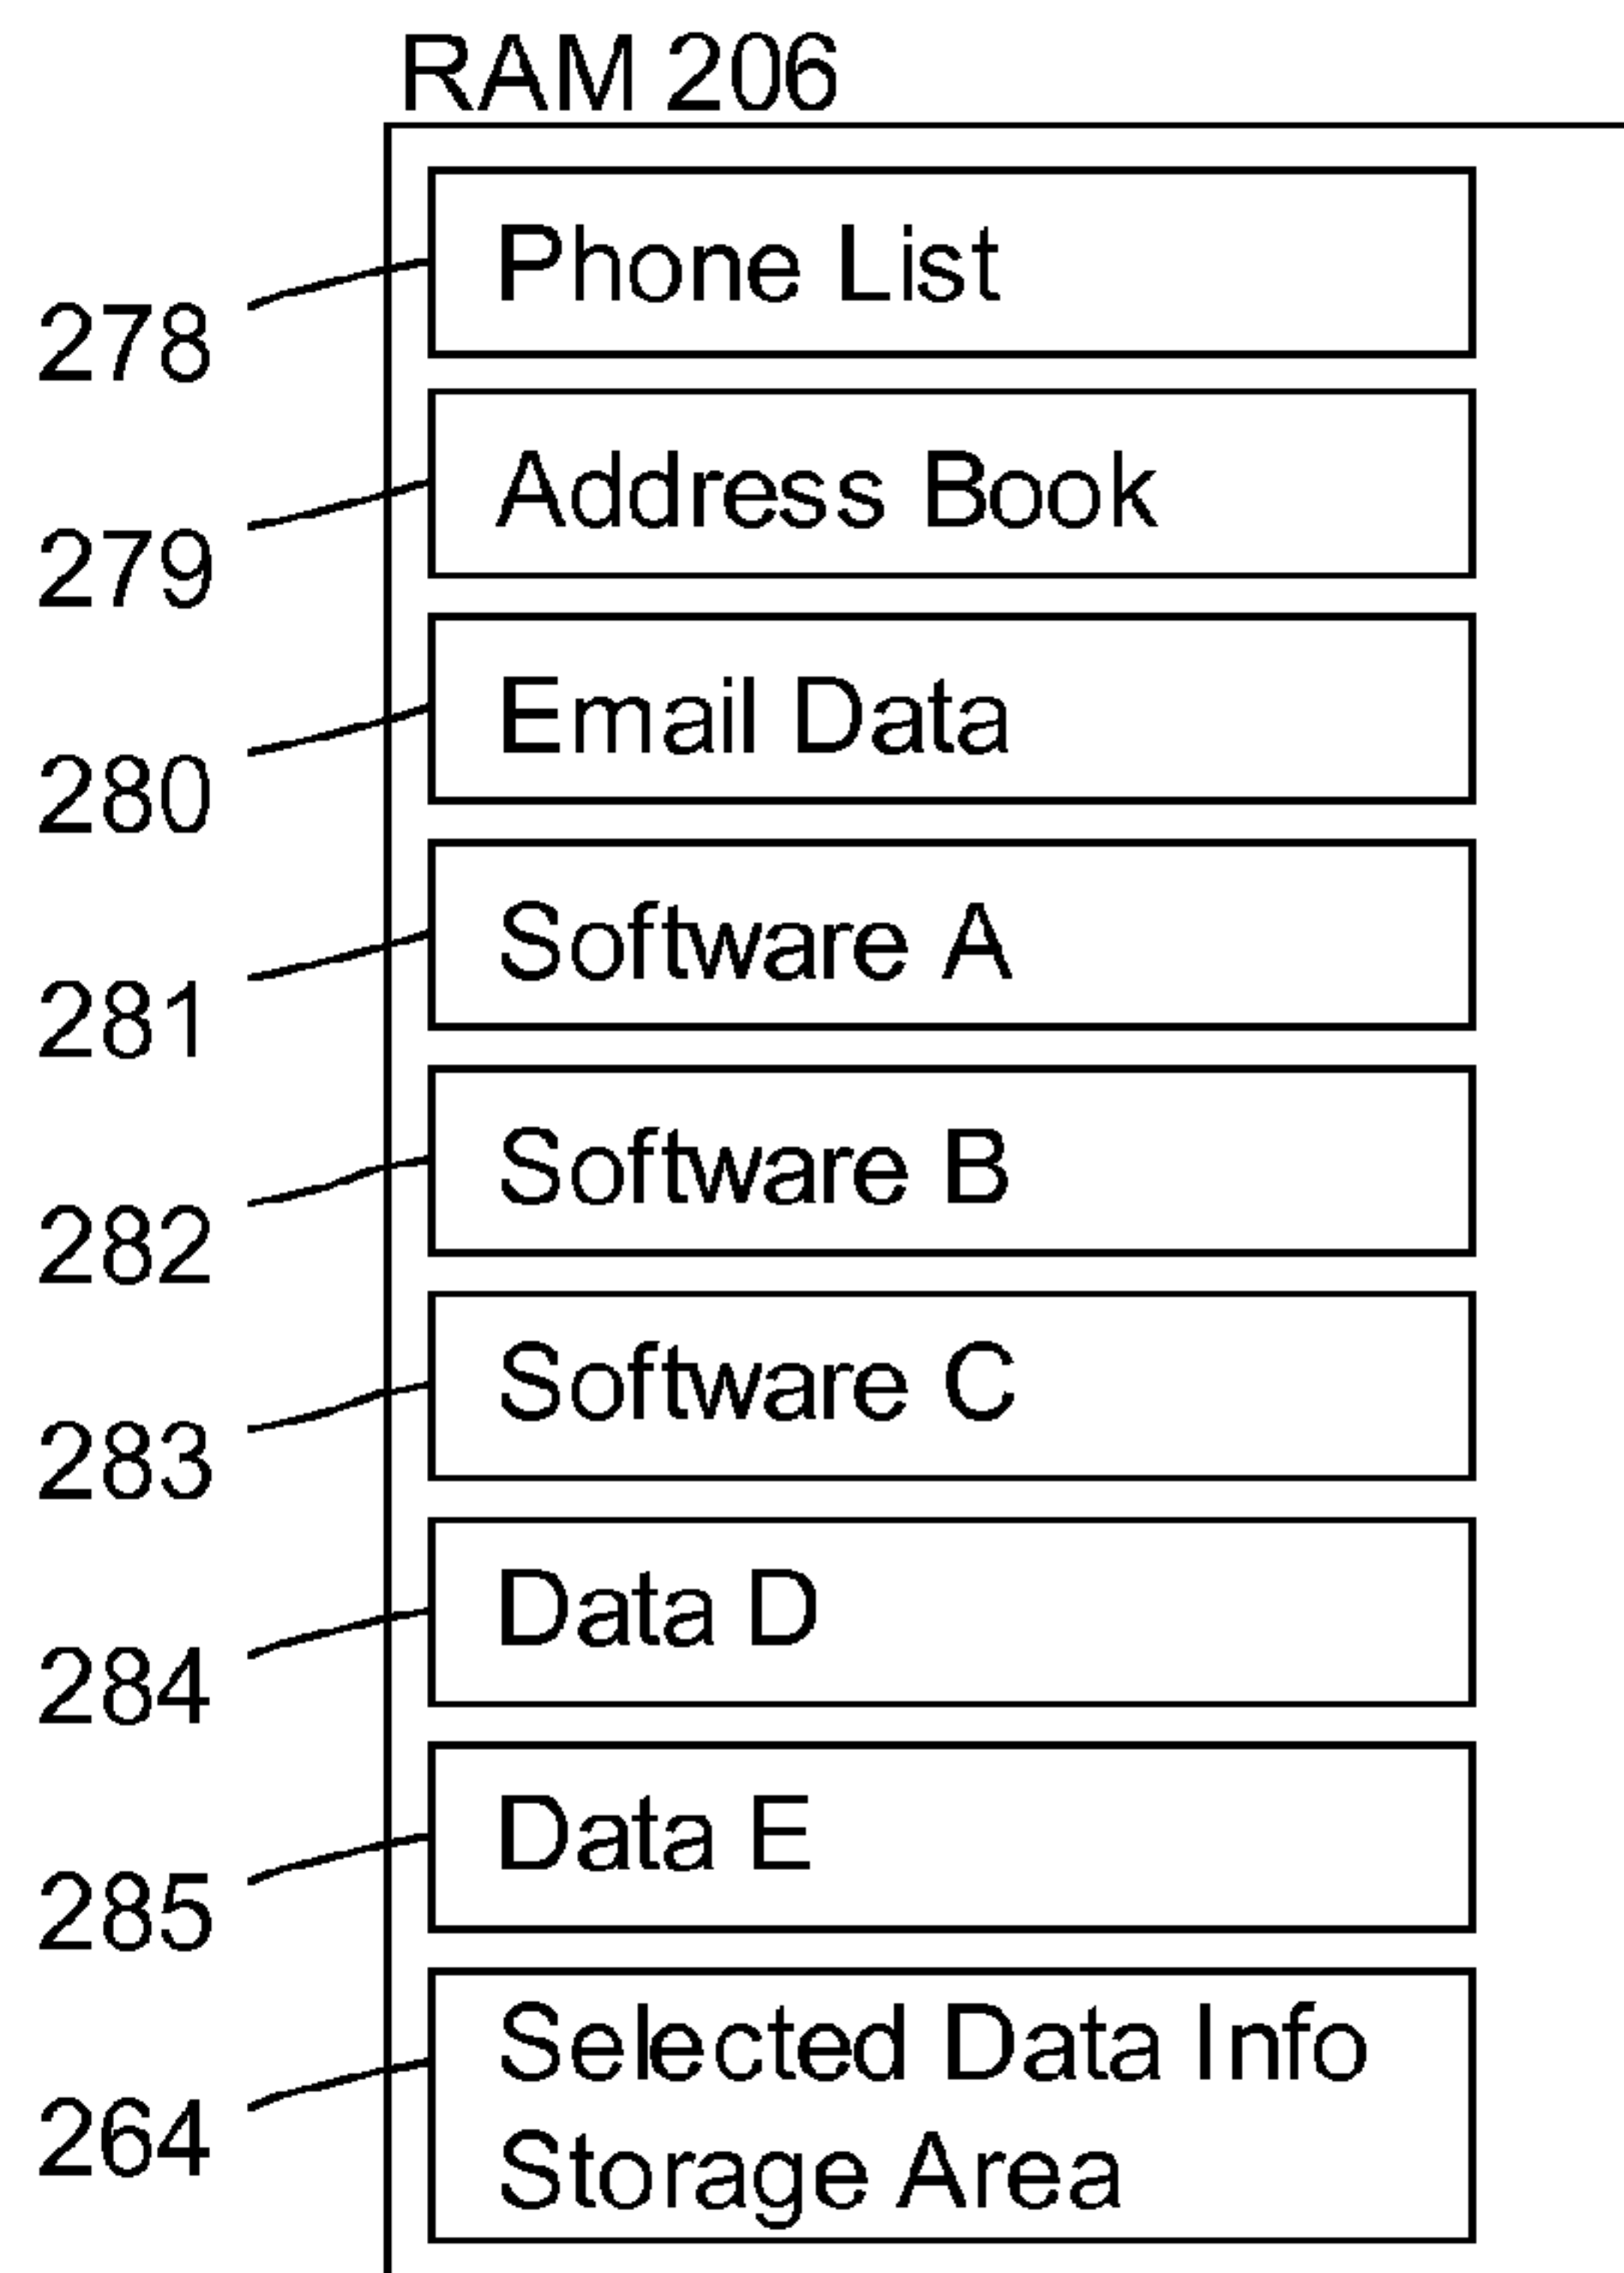 RAM 206
Phone List
278
Address Book
279
Email Data
280
Software A
281
Software B
282
Software C
283
Data D
284
Data E
285
Selected Data Info
Storage Area
264